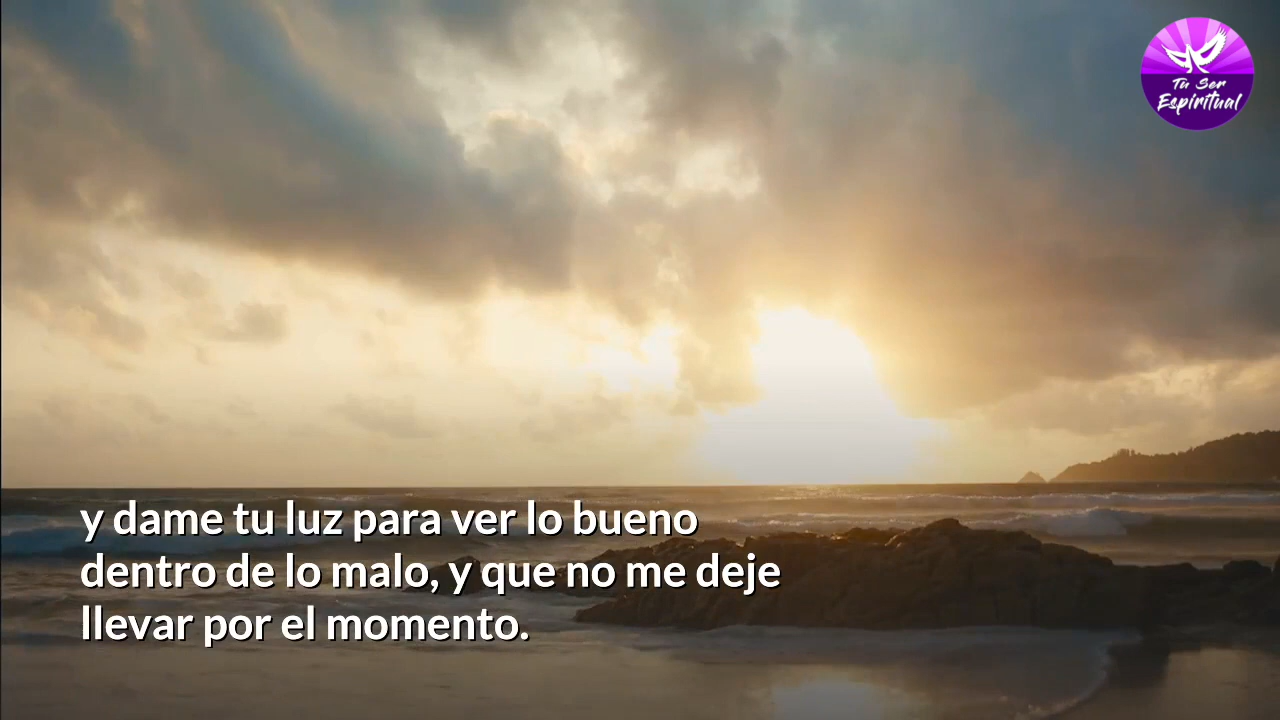 Tu Ser
Espiritual
y dame tu luz para ver lo bueno
dentro de lo malo, y que no me deje
llevar por el momento.